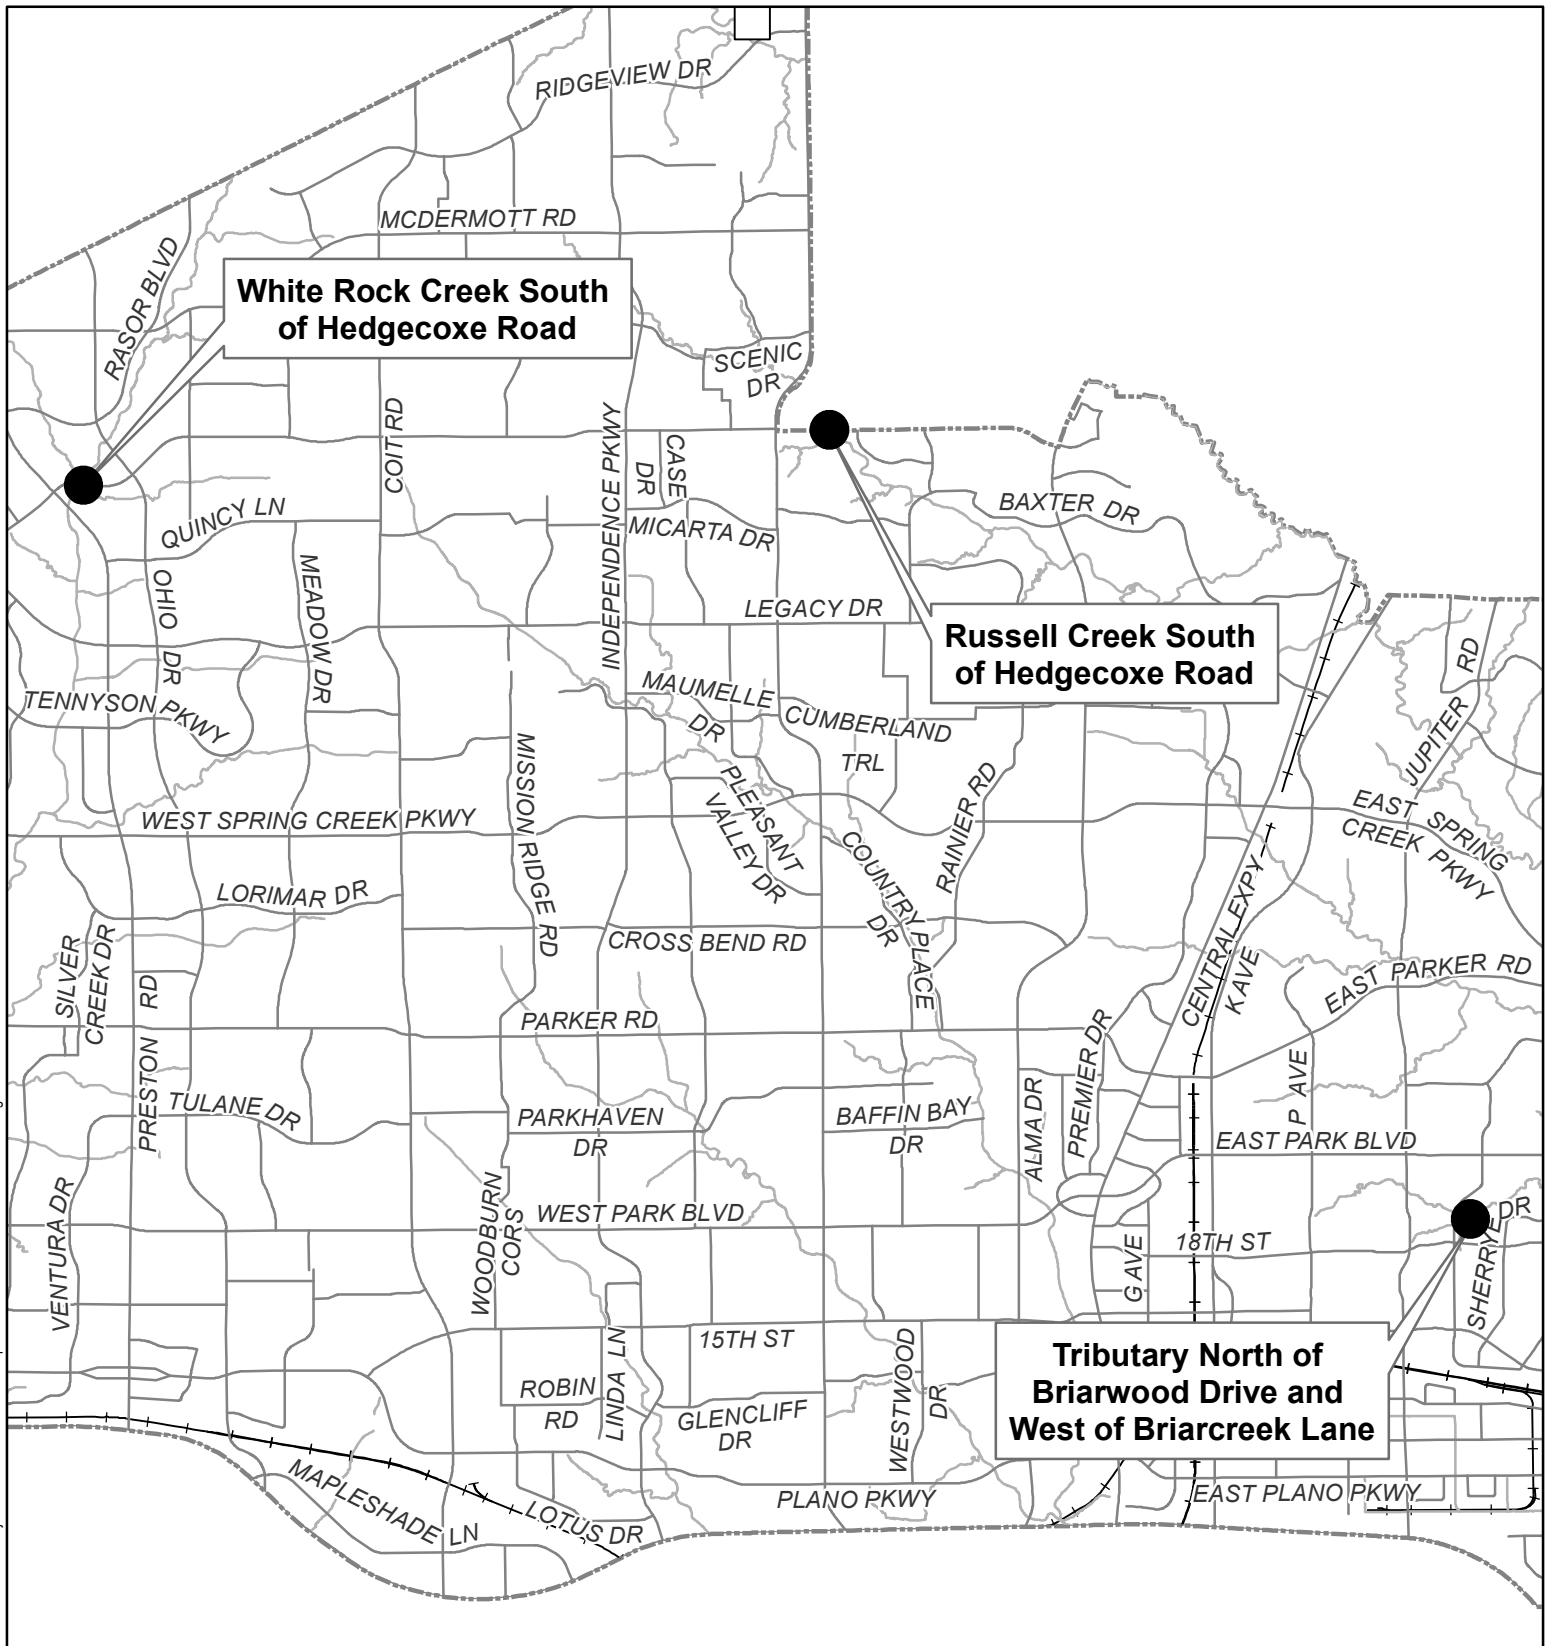 RIDGEVIEW DR
MCDERMOTT RD
RASOR BLVD
White Rock Creek South
of Hedgecoxe Road
SCENIC
DR
COIT RD
INDEPENDENCE PKWY
CASE
DR
QUINCY LN
MICARTA DR
BAXTER DR
OHIO
DR
MEADOW DR
LEGACY DR
Russell Creek South
of Hedgecoxe Road
JUPITER
RD
TENNYSON PKWY
MAUMELLE
DR
CUMBERLAND
TRL
MISSION RIDGE RD
PLEASANT
VALLEY DR
RAINIER RD
WEST SPRING CREEK PKWY
EAST SPRING
CREEK PKWY
COUNTRY PLACE
DR
LORIMAR DR
CROSS BEND RD
CENTRAL EXPY
K AVE
EAST PARKER RD
SILVER
CREEK DR
PRESTON RD
PARKER RD
PREMIER DR
ALMA DR
P AVE
TULANE DR
PARKHAVEN
DR
BAFFIN BAY
DR
EAST PARK BLVD
VENTURA DR
WOODBURN
CORS
WEST PARK BLVD
18TH ST
G AVE
SHERRYE DR
15TH ST
LINDA LN
WESTWOOD
DR
ROBIN
RD
GLENCLIFF
DR
Tributary North of
Briarwood Drive and
West of Briarcreek Lane
MAPLESHADE LN
LOTUS DR
PLANO PKWY
EAST PLANO PKWY